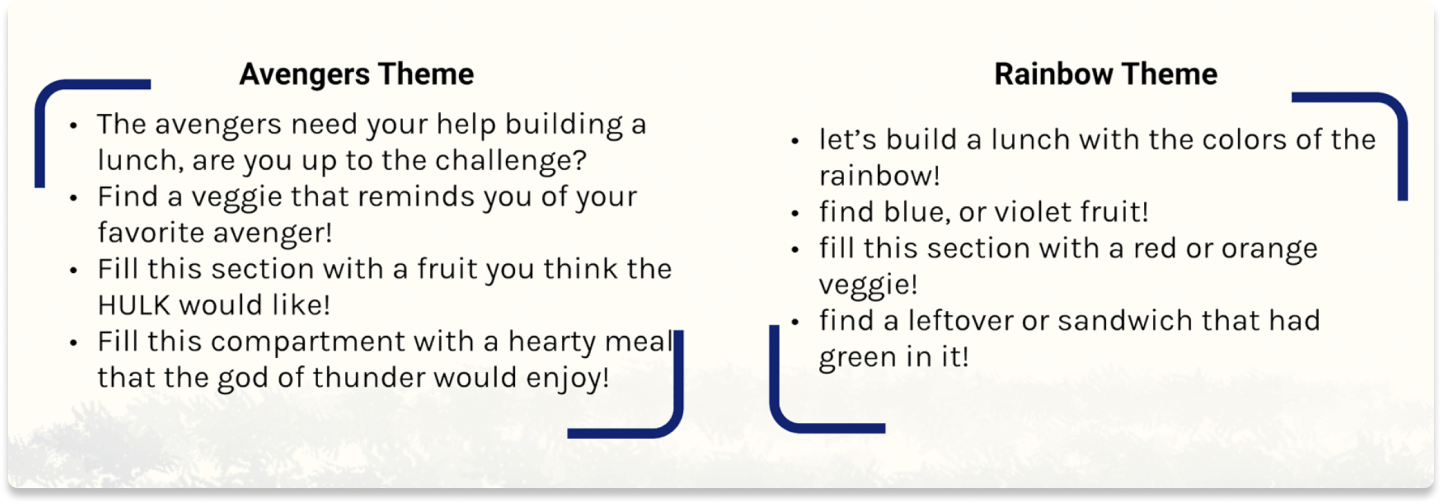 Avengers Theme
• The avengers need your help building a
lunch, are you up to the challenge?
• Find a veggie that reminds you of your
favorite avenger!
• Fill this section with a fruit you think the
HULK would like!
• Fill this compartment with a hearty meal
that the god of thunder would enjoy!
Rainbow Theme
• let’s build a lunch with the colors of the
rainbow!
• find blue, or violet fruit!
• fill this section with a red or orange
veggie!
• find a leftover or sandwich that had
green in it!